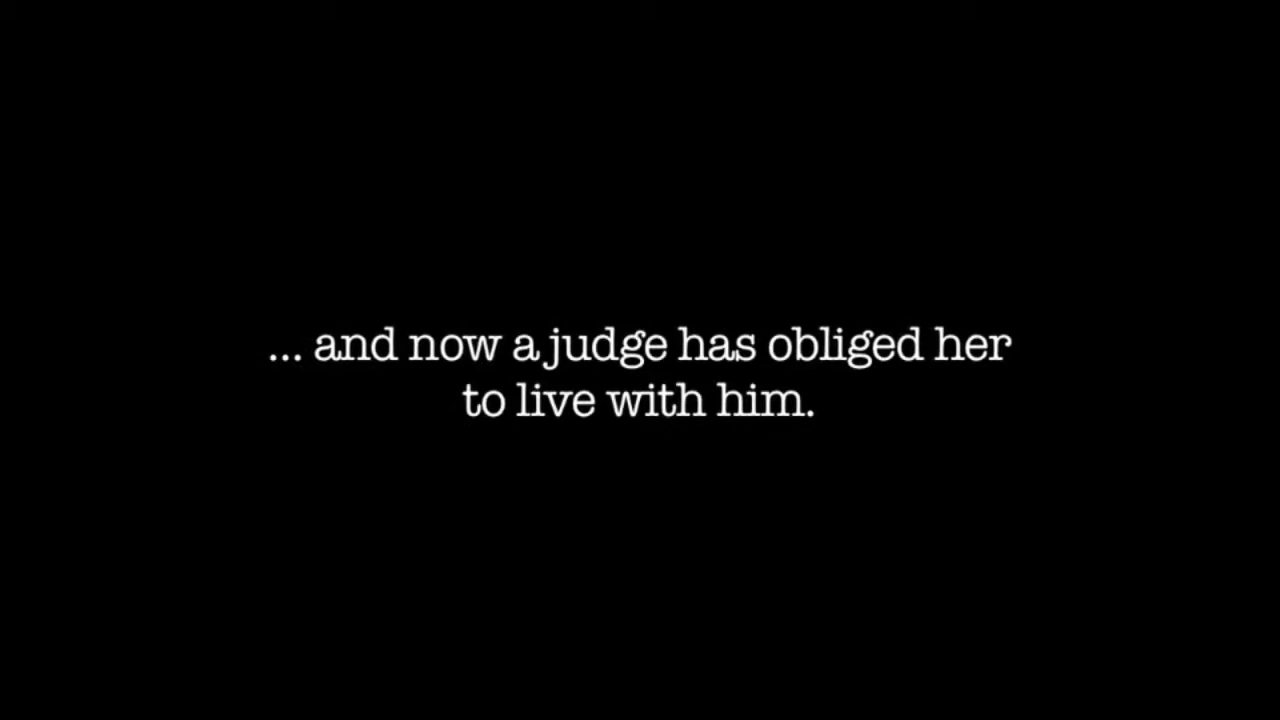 ... and now a judge has obliged her
to live with him.